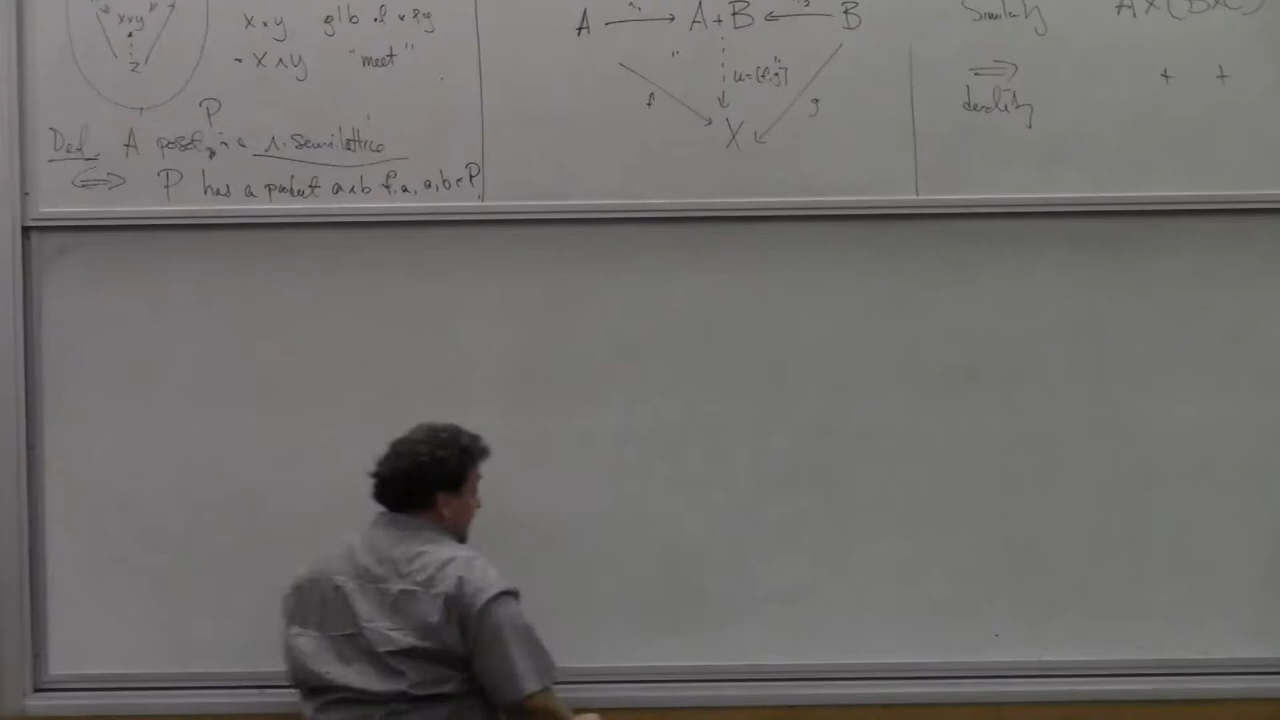 x×y
z
x×y glb of x & y
- x∧y "meet"
P
Def A poset is a ∧-semilattice
⟺ P has a product a∧b f.a. a,b∈P
A → A+B ← B
u=[f,g]
f
g
X
Similarly A×(B×C)
⟹ + +
duality